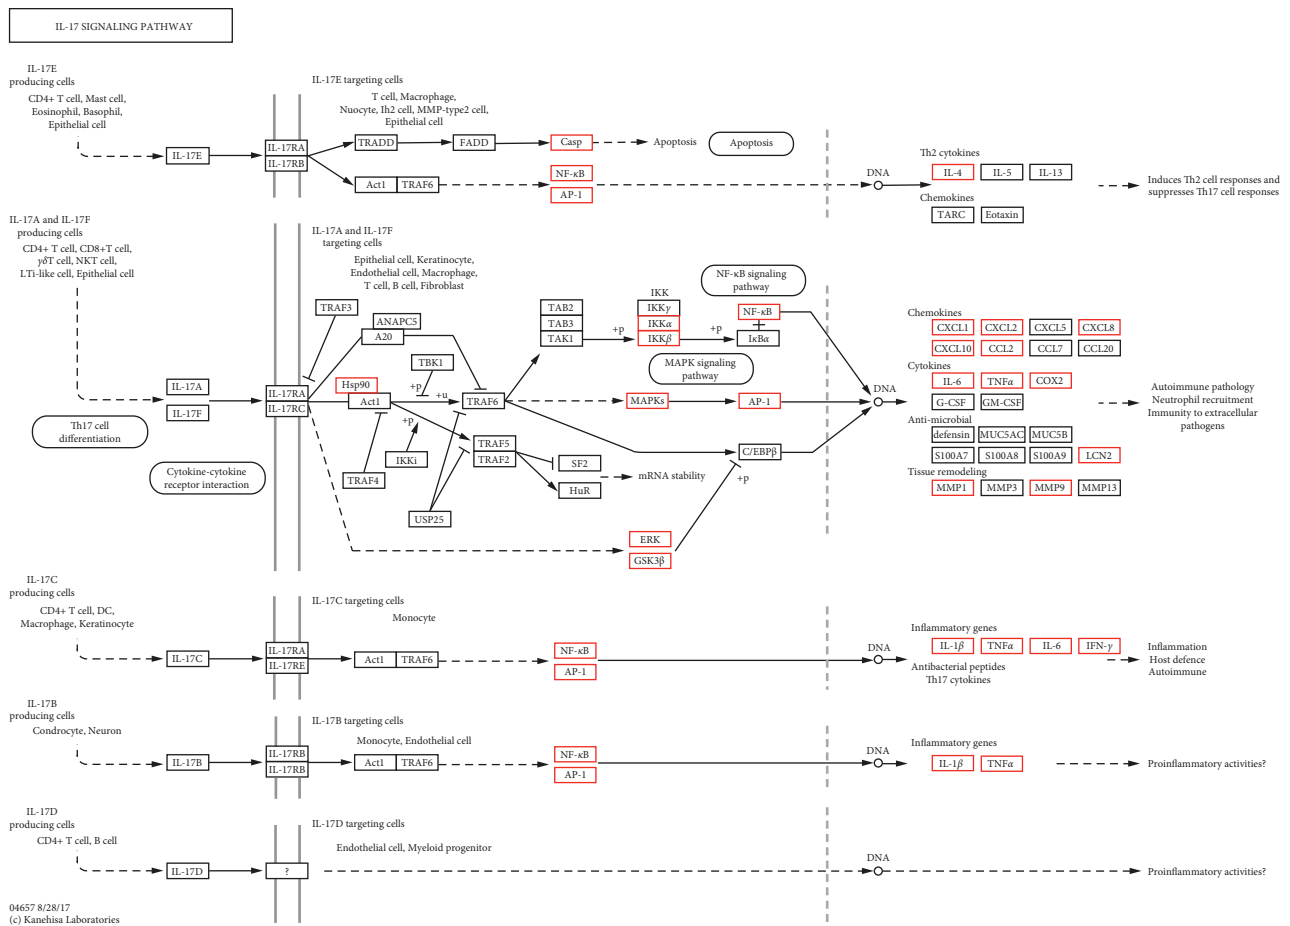 IL-17 SIGNALING PATHWAY
IL-17E
producing cells
CD4+ T cell, Mast cell,
Eosinophil, Basophil,
Epithelial cell
IL-17E
IL-17RA
IL-17RB
IL-17E targeting cells
T cell, Macrophage,
Nuocyte, Ih2 cell, MMP-type2 cell,
Epithelial cell
TRADD
FADD
Casp
Apoptosis
Apoptosis
Act1
TRAF6
NF-κB
AP-1
DNA
Th2 cytokines
IL-4
IL-5
IL-13
Chemokines
TARC
Eotaxin
Induces Th2 cell responses and
suppresses Th17 cell responses
IL-17A and IL-17F
producing cells
CD4+ T cell, CD8+T cell,
γδT cell, NKT cell,
LTi-like cell, Epithelial cell
IL-17A
IL-17F
Th17 cell
differentiation
Cytokine-cytokine
receptor interaction
IL-17RA
IL-17RC
IL-17A and IL-17F
targeting cells
Epithelial cell, Keratinocyte,
Endothelial cell, Macrophage,
T cell, B cell, Fibroblast
TRAF3
ANAPC5
A20
TBK1
Hsp90
Act1
+p
+u
TRAF6
+p
IKKi
TRAF4
TRAF5
TRAF2
USP25
SF2
HuR
mRNA stability
TAB2
TAB3
TAK1
+p
IKK
IKKγ
IKKα
IKKβ
+p
NF-κB signaling
pathway
NF-κB
IκBα
MAPK signaling
pathway
MAPKs
AP-1
C/EBPβ
+p
ERK
GSK3β
DNA
Chemokines
CXCL1
CXCL2
CXCL5
CXCL8
CXCL10
CCL2
CCL7
CCL20
Cytokines
IL-6
TNFα
COX2
G-CSF
GM-CSF
Anti-microbial
defensin
MUC5AC
MUC5B
S100A7
S100A8
S100A9
LCN2
Tissue remodeling
MMP1
MMP3
MMP9
MMP13
Autoimmune pathology
Neutrophil recruitment
Immunity to extracellular
pathogens
IL-17C
producing cells
CD4+ T cell, DC,
Macrophage, Keratinocyte
IL-17C
IL-17RA
IL-17RE
IL-17C targeting cells
Monocyte
Act1
TRAF6
NF-κB
AP-1
DNA
Inflammatory genes
IL-1β
TNFα
IL-6
IFN-γ
Antibacterial peptides
Th17 cytokines
Inflammation
Host defence
Autoimmune
IL-17B
producing cells
Condrocyte, Neuron
IL-17B
IL-17RB
IL-17RB
IL-17B targeting cells
Monocyte, Endothelial cell
Act1
TRAF6
NF-κB
AP-1
DNA
Inflammatory genes
IL-1β
TNFα
Proinflammatory activities?
IL-17D
producing cells
CD4+ T cell, B cell
IL-17D
?
IL-17D targeting cells
Endothelial cell, Myeloid progenitor
DNA
Proinflammatory activities?
04657 8/28/17
(c) Kanehisa Laboratories